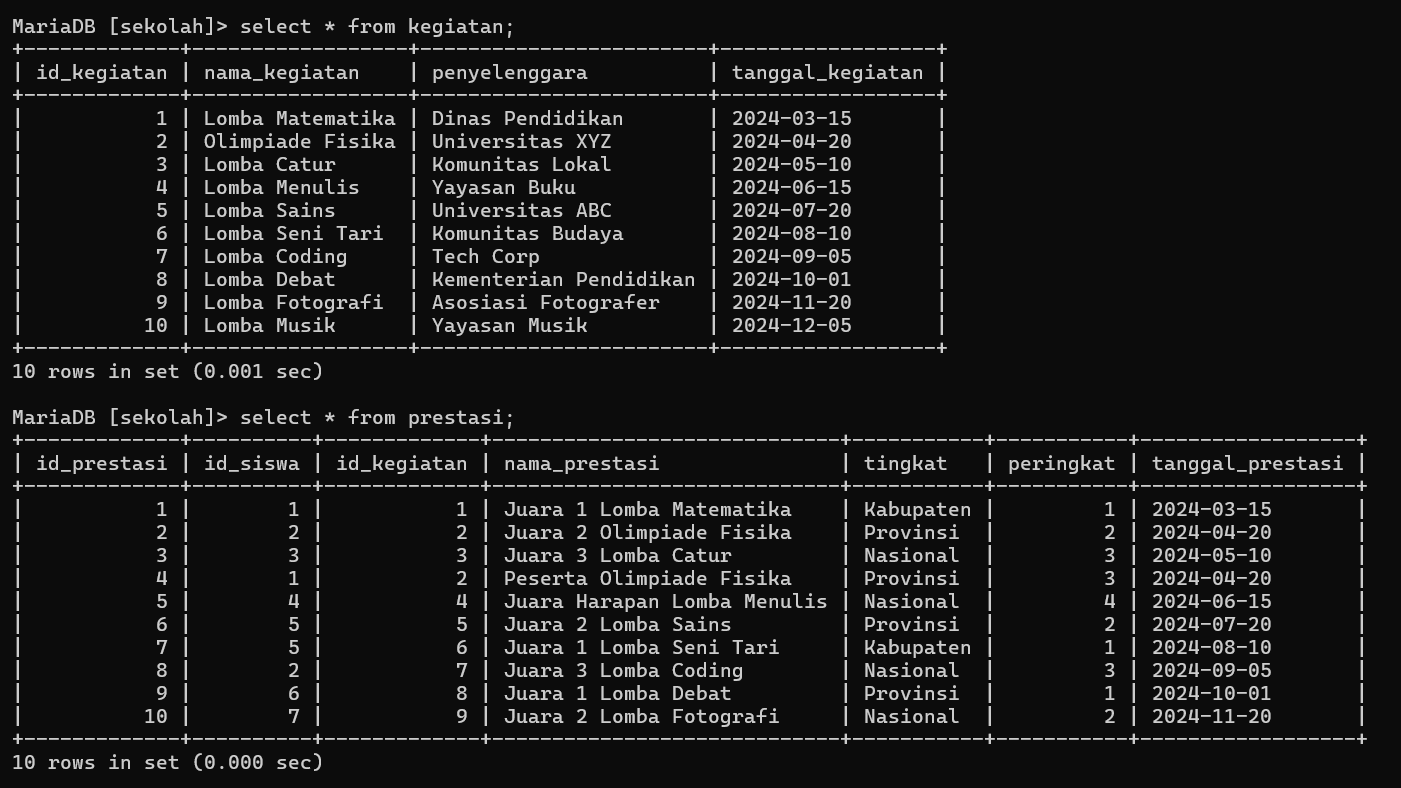 MariaDB [sekolah]> select * from kegiatan;
+-------------+------------------+------------------------+------------------+
| id_kegiatan | nama_kegiatan    | penyelenggara          | tanggal_kegiatan |
+-------------+------------------+------------------------+------------------+
|           1 | Lomba Matematika | Dinas Pendidikan       | 2024-03-15       |
|           2 | Olimpiade Fisika | Universitas XYZ        | 2024-04-20       |
|           3 | Lomba Catur      | Komunitas Lokal        | 2024-05-10       |
|           4 | Lomba Menulis    | Yayasan Buku           | 2024-06-15       |
|           5 | Lomba Sains      | Universitas ABC        | 2024-07-20       |
|           6 | Lomba Seni Tari  | Komunitas Budaya       | 2024-08-10       |
|           7 | Lomba Coding     | Tech Corp              | 2024-09-05       |
|           8 | Lomba Debat      | Kementerian Pendidikan | 2024-10-01       |
|           9 | Lomba Fotografi  | Asosiasi Fotografer    | 2024-11-20       |
|          10 | Lomba Musik      | Yayasan Musik          | 2024-12-05       |
+-------------+------------------+------------------------+------------------+
10 rows in set (0.001 sec)

MariaDB [sekolah]> select * from prestasi;
+-------------+----------+-------------+-----------------------------+-----------+-----------+------------------+
| id_prestasi | id_siswa | id_kegiatan | nama_prestasi               | tingkat   | peringkat | tanggal_prestasi |
+-------------+----------+-------------+-----------------------------+-----------+-----------+------------------+
|           1 |        1 |           1 | Juara 1 Lomba Matematika    | Kabupaten |         1 | 2024-03-15       |
|           2 |        2 |           2 | Juara 2 Olimpiade Fisika    | Provinsi  |         2 | 2024-04-20       |
|           3 |        3 |           3 | Juara 3 Lomba Catur         | Nasional  |         3 | 2024-05-10       |
|           4 |        1 |           2 | Peserta Olimpiade Fisika    | Provinsi  |         3 | 2024-04-20       |
|           5 |        4 |           4 | Juara Harapan Lomba Menulis | Nasional  |         4 | 2024-06-15       |
|           6 |        5 |           5 | Juara 2 Lomba Sains         | Provinsi  |         2 | 2024-07-20       |
|           7 |        5 |           6 | Juara 1 Lomba Seni Tari     | Kabupaten |         1 | 2024-08-10       |
|           8 |        2 |           7 | Juara 3 Lomba Coding        | Nasional  |         3 | 2024-09-05       |
|           9 |        6 |           8 | Juara 1 Lomba Debat         | Provinsi  |         1 | 2024-10-01       |
|          10 |        7 |           9 | Juara 2 Lomba Fotografi     | Nasional  |         2 | 2024-11-20       |
+-------------+----------+-------------+-----------------------------+-----------+-----------+------------------+
10 rows in set (0.000 sec)